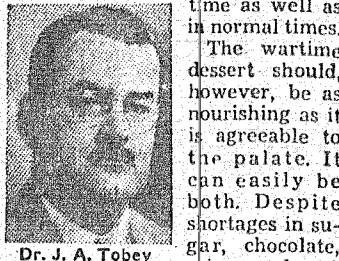 time as well as
in normal times.
The wartime
dessert should,
however, be as
nourishing as it
is agreeable to
the palate. It
can easily be
both. Despite
shortages in su-
gar, chocolate,
Dr. J. A. Tobey